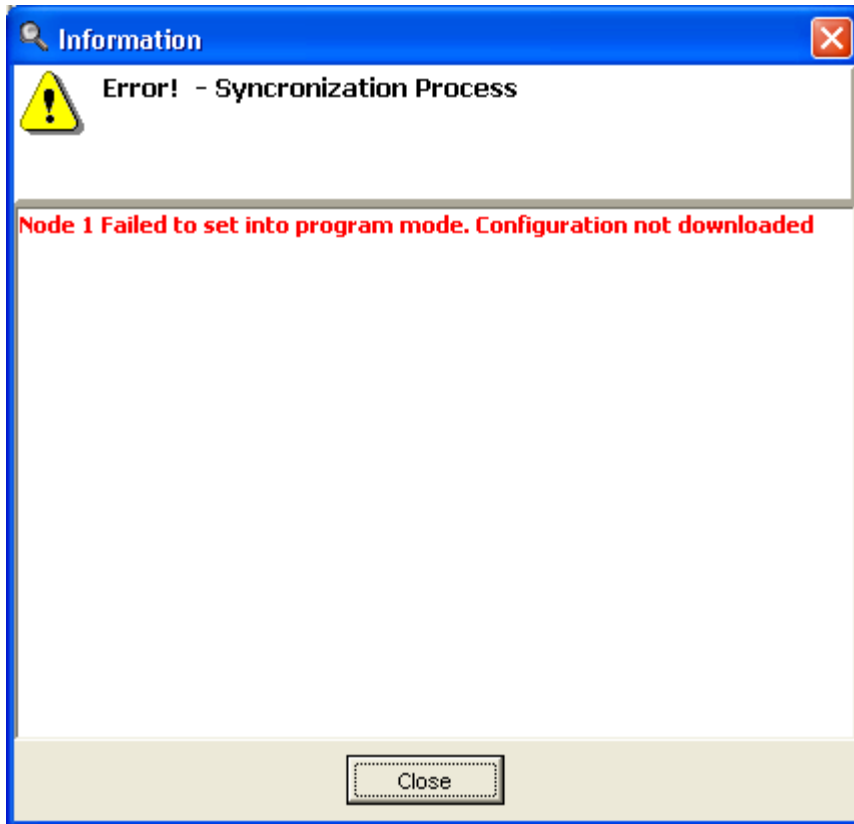 Information
Error! - Syncronization Process
Node 1 Failed to set into program mode. Configuration not downloaded
Close